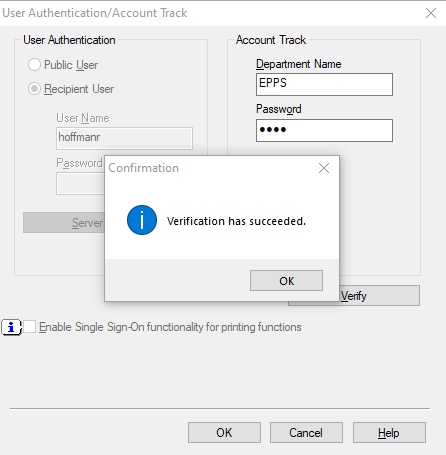 User Authentication/Account Track
User Authentication
Public User
Recipient User
User Name
hoffmanr
Password
Server
Account Track
Department Name
EPPS
Password
••••
Confirmation
Verification has succeeded.
OK
Verify
Enable Single Sign-On functionality for printing functions
OK
Cancel
Help